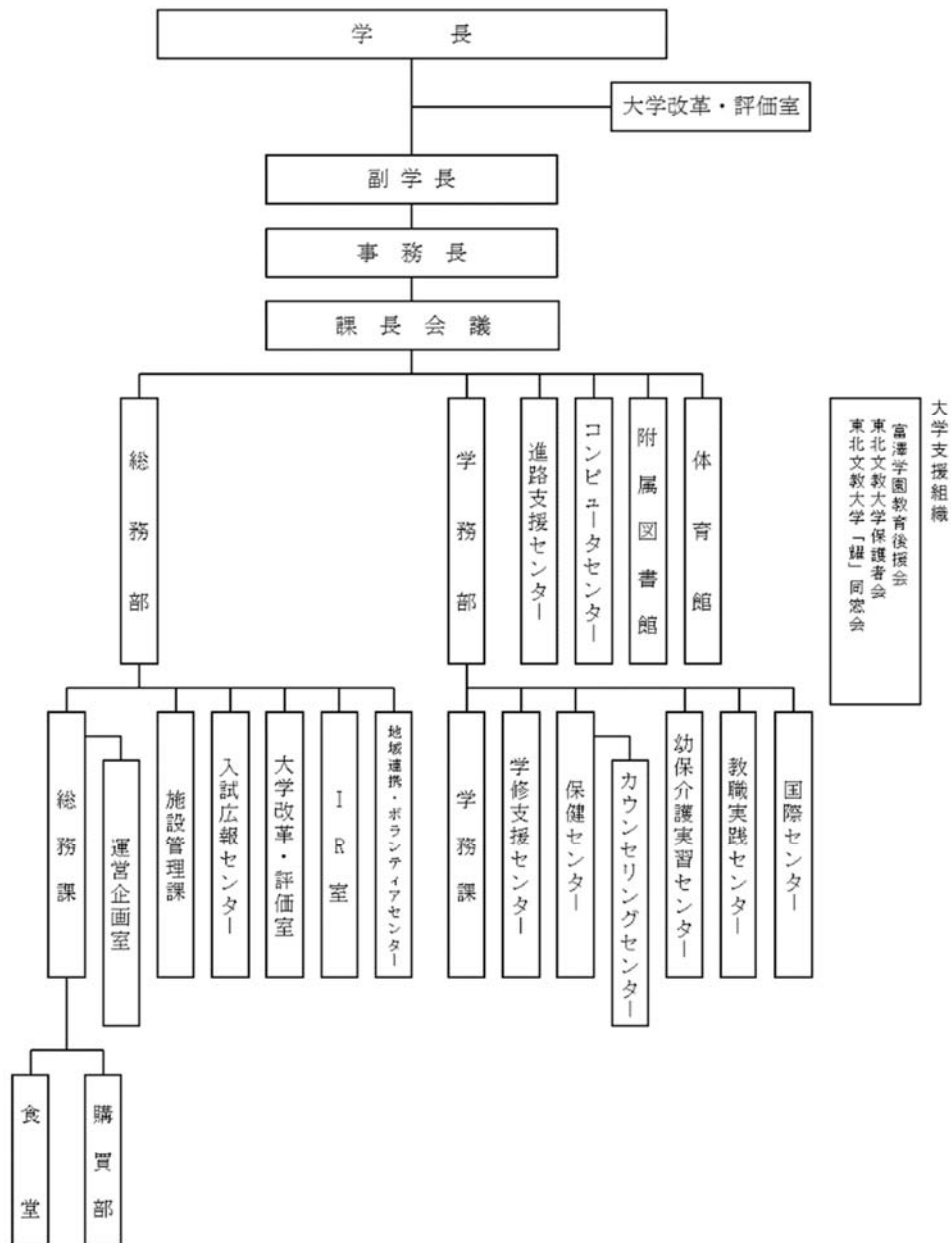 学長
大学改革・評価室
副学長
事務長
課長会議
総務部
学務部
進路支援センター
コンピュータセンター
附属図書館
体育館
大学支援組織
富澤学園教育後援会
東北文教大学保護者会
東北文教大学「耀」同窓会
総務課
運営企画室
施設管理課
入試広報センター
大学改革・評価室
IR室
地域連携・ボランティアセンター
学務課
学修支援センター
保健センター
カウンセリングセンター
幼保介護実習センター
教職実践センター
国際センター
食堂
購買部